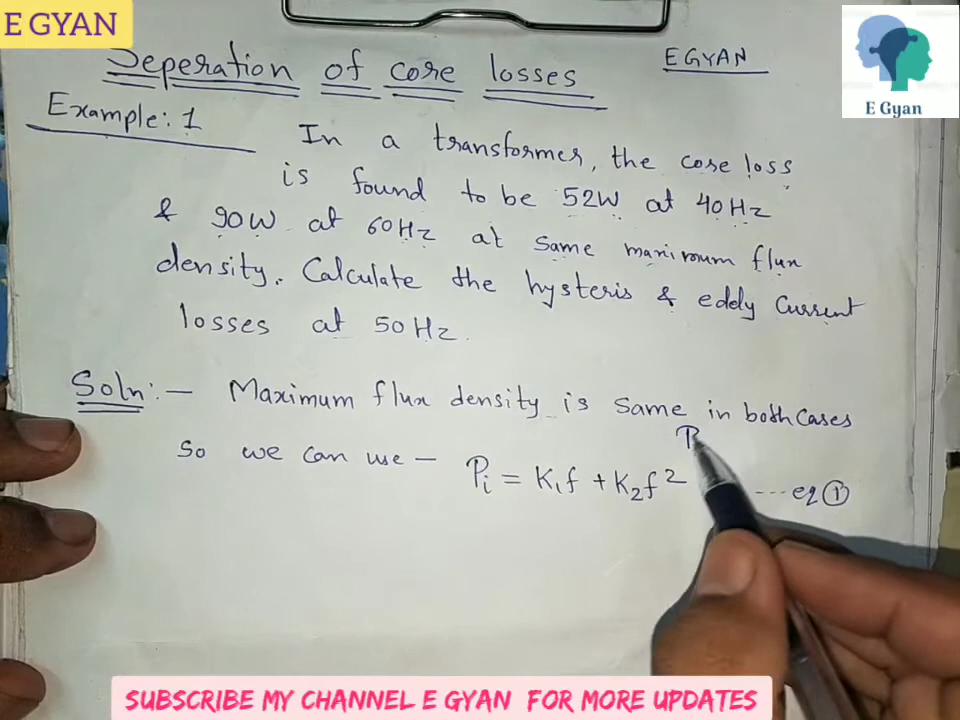 E GYAN
Seperation of core losses
EGYAN
E Gyan
Example: 1
In a transformer, the core loss
is found to be 52W at 40Hz
& 90W at 60Hz at same maximum flux
density. Calculate the hysteris & eddy current
losses at 50Hz.
Soln:- Maximum flux density is same in both cases
P
So we can use - Pi = K₁f + K₂f² ... eq ①
SUBSCRIBE MY CHANNEL E GYAN FOR MORE UPDATES